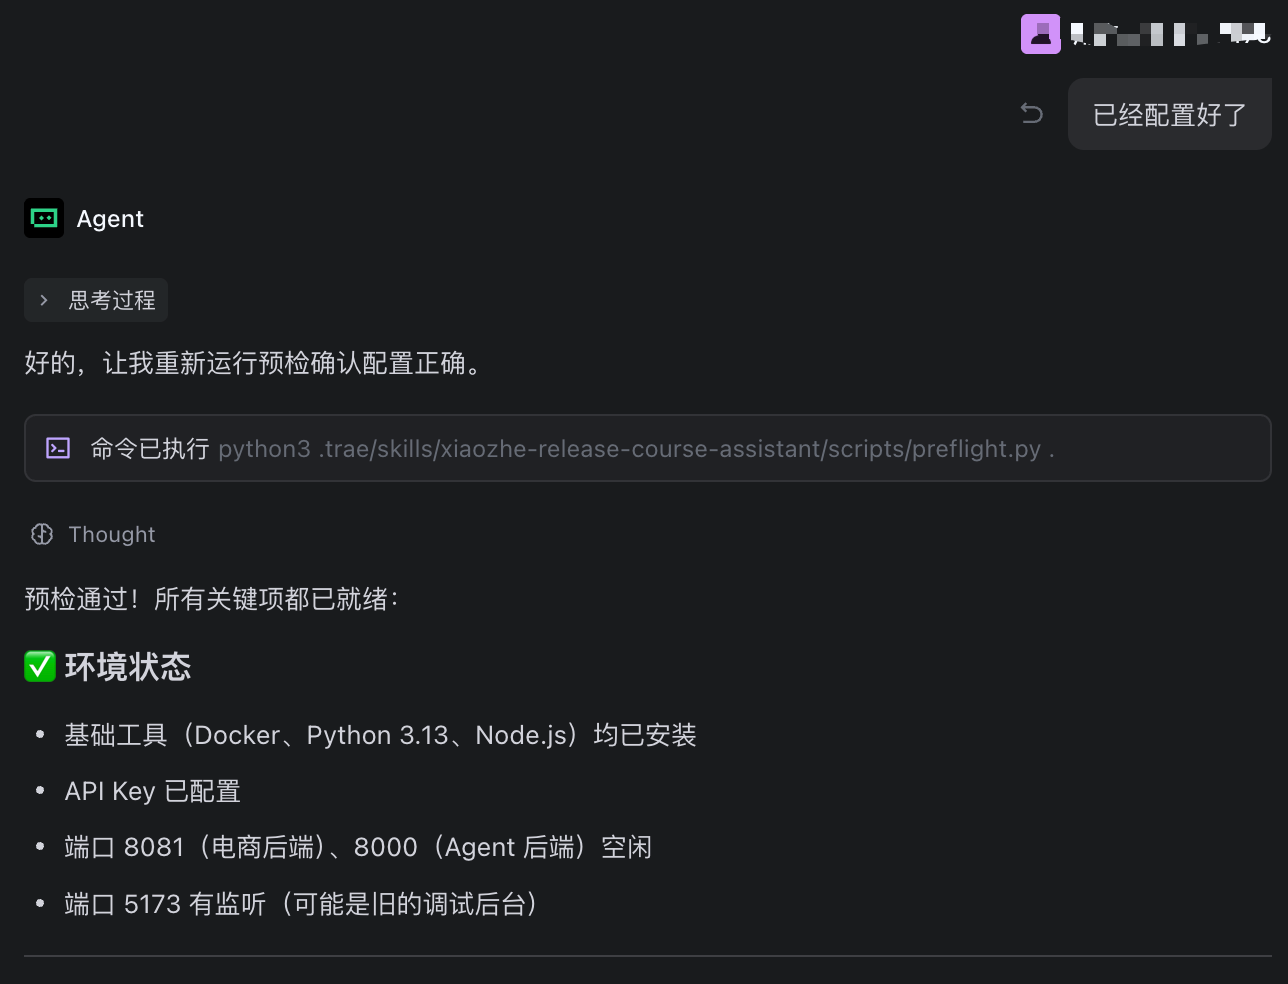 已经配置好了
Agent
思考过程
好的，让我重新运行预检确认配置正确。
命令已执行 python3 .trae/skills/xiaozhe-release-course-assistant/scripts/preflight.py .
Thought
预检通过！所有关键项都已就绪：
✅ 环境状态
• 基础工具（Docker、Python 3.13、Node.js）均已安装
• API Key 已配置
• 端口 8081（电商后端）、8000（Agent 后端）空闲
• 端口 5173 有监听（可能是旧的调试后台）